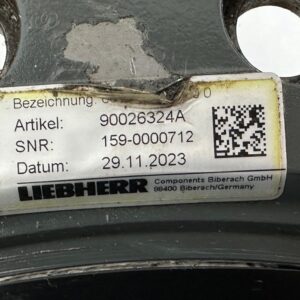 Bezeichnung:
Artikel: 90026324A
SNR: 159-0000712
Datum: 29.11.2023
LIEBHERR Components Biberach GmbH
88400 Biberach/Germany